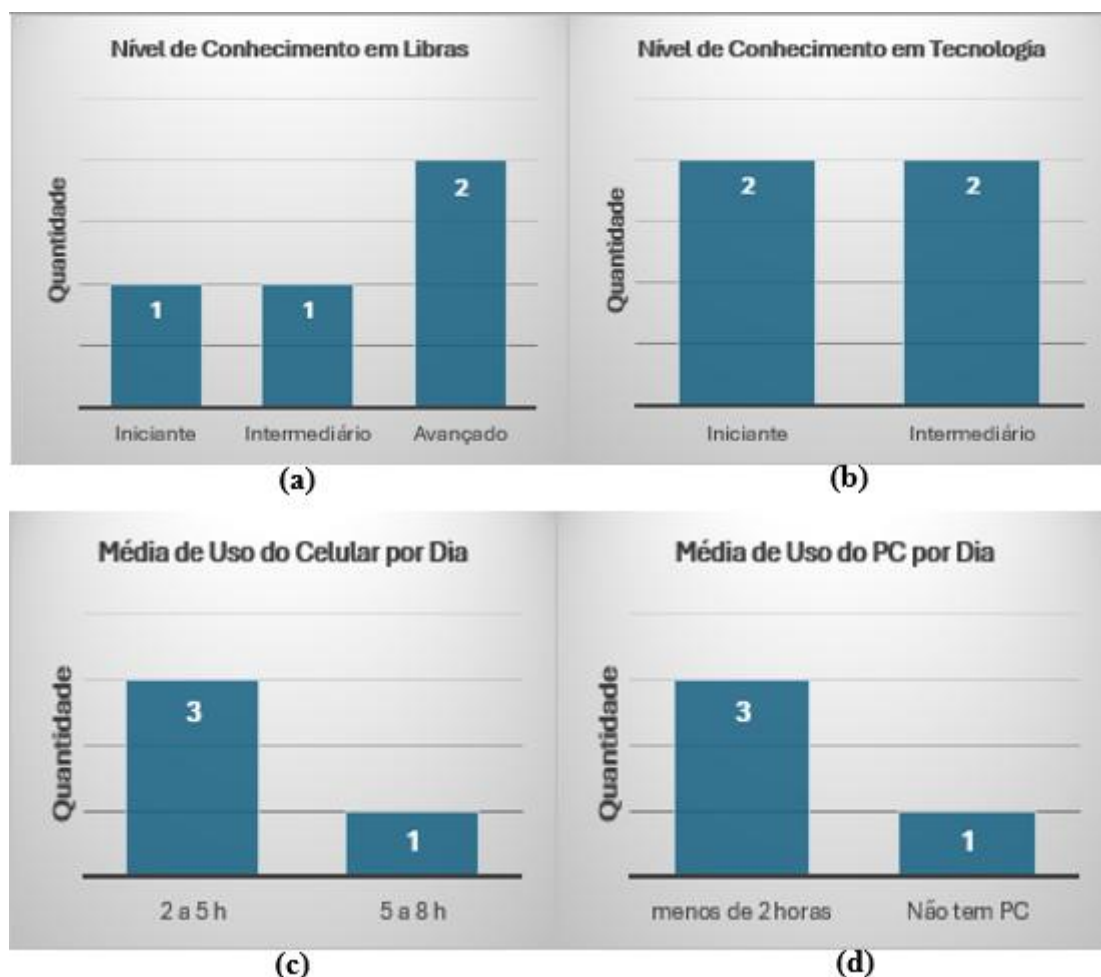 Nível de Conhecimento em Libras
Quantidade
1
1
2
Iniciante Intermediário Avançado
(a)
Nível de Conhecimento em Tecnologia
Quantidade
2
2
Iniciante Intermediário
(b)
Média de Uso do Celular por Dia
Quantidade
3
1
2 a 5 h 5 a 8 h
(c)
Média de Uso do PC por Dia
Quantidade
3
1
menos de 2 horas Não tem PC
(d)